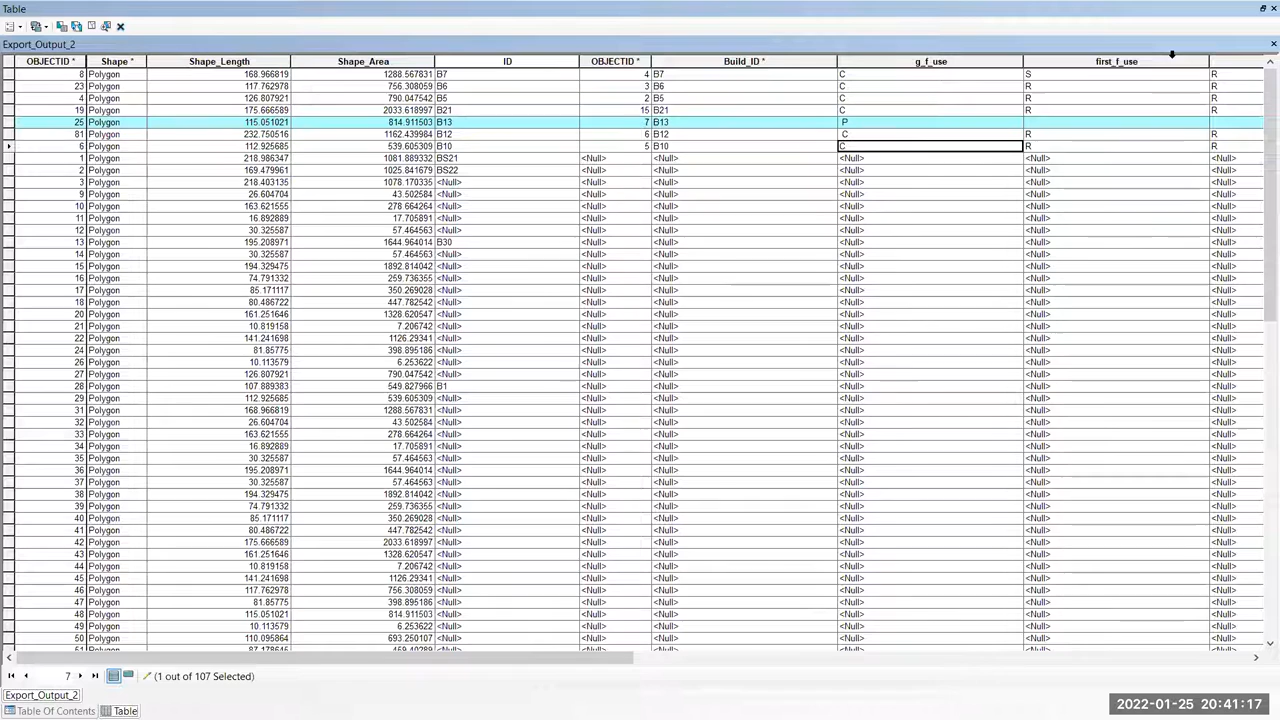 Table
Export_Output_2
OBJECTID * Shape * Shape_Length Shape_Area ID OBJECTID * Build_ID * g_f_use first_f_use
8 Polygon 168.966819 1288.567831 B7 4 B7 C S R
23 Polygon 117.762978 756.308059 B6 3 B6 C R R
4 Polygon 126.807921 790.047542 B5 2 B5 C R R
19 Polygon 175.666589 2033.618997 B21 15 B21 C R R
25 Polygon 115.051021 814.911503 B13 7 B13 P
81 Polygon 232.750516 1162.439984 B12 6 B12 C R R
6 Polygon 112.925685 539.605309 B10 5 B10 C R R
1 Polygon 218.986347 1081.889332 BS21 <Null> <Null> <Null> <Null> <Null>
2 Polygon 169.479961 1025.841679 BS22 <Null> <Null> <Null> <Null> <Null>
3 Polygon 218.403135 1078.170335 <Null> <Null> <Null> <Null> <Null> <Null>
9 Polygon 26.604704 43.502584 <Null> <Null> <Null> <Null> <Null> <Null>
10 Polygon 163.621555 278.664264 <Null> <Null> <Null> <Null> <Null> <Null>
11 Polygon 16.892889 17.705891 <Null> <Null> <Null> <Null> <Null> <Null>
12 Polygon 30.325587 57.464563 <Null> <Null> <Null> <Null> <Null> <Null>
13 Polygon 195.208971 1644.964014 B30 <Null> <Null> <Null> <Null> <Null>
14 Polygon 30.325587 57.464563 <Null> <Null> <Null> <Null> <Null> <Null>
15 Polygon 194.329475 1892.814042 <Null> <Null> <Null> <Null> <Null> <Null>
16 Polygon 74.791332 259.736355 <Null> <Null> <Null> <Null> <Null> <Null>
17 Polygon 85.171117 350.269028 <Null> <Null> <Null> <Null> <Null> <Null>
18 Polygon 80.486722 447.782542 <Null> <Null> <Null> <Null> <Null> <Null>
20 Polygon 161.251646 1328.620547 <Null> <Null> <Null> <Null> <Null> <Null>
21 Polygon 10.819158 7.206742 <Null> <Null> <Null> <Null> <Null> <Null>
22 Polygon 141.241698 1126.29341 <Null> <Null> <Null> <Null> <Null> <Null>
24 Polygon 81.85775 398.895186 <Null> <Null> <Null> <Null> <Null> <Null>
26 Polygon 10.113579 6.253622 <Null> <Null> <Null> <Null> <Null> <Null>
27 Polygon 126.807921 790.047542 <Null> <Null> <Null> <Null> <Null> <Null>
28 Polygon 107.889383 549.827966 B1 <Null> <Null> <Null> <Null> <Null>
29 Polygon 112.925685 539.605309 <Null> <Null> <Null> <Null> <Null> <Null>
31 Polygon 168.966819 1288.567831 <Null> <Null> <Null> <Null> <Null> <Null>
32 Polygon 26.604704 43.502584 <Null> <Null> <Null> <Null> <Null> <Null>
33 Polygon 163.621555 278.664264 <Null> <Null> <Null> <Null> <Null> <Null>
34 Polygon 16.892889 17.705891 <Null> <Null> <Null> <Null> <Null> <Null>
35 Polygon 30.325587 57.464563 <Null> <Null> <Null> <Null> <Null> <Null>
36 Polygon 195.208971 1644.964014 <Null> <Null> <Null> <Null> <Null> <Null>
37 Polygon 30.325587 57.464563 <Null> <Null> <Null> <Null> <Null> <Null>
38 Polygon 194.329475 1892.814042 <Null> <Null> <Null> <Null> <Null> <Null>
39 Polygon 74.791332 259.736355 <Null> <Null> <Null> <Null> <Null> <Null>
40 Polygon 85.171117 350.269028 <Null> <Null> <Null> <Null> <Null> <Null>
41 Polygon 80.486722 447.782542 <Null> <Null> <Null> <Null> <Null> <Null>
42 Polygon 175.666589 2033.618997 <Null> <Null> <Null> <Null> <Null> <Null>
43 Polygon 161.251646 1328.620547 <Null> <Null> <Null> <Null> <Null> <Null>
44 Polygon 10.819158 7.206742 <Null> <Null> <Null> <Null> <Null> <Null>
45 Polygon 141.241698 1126.29341 <Null> <Null> <Null> <Null> <Null> <Null>
46 Polygon 117.762978 756.308059 <Null> <Null> <Null> <Null> <Null> <Null>
47 Polygon 81.85775 398.895186 <Null> <Null> <Null> <Null> <Null> <Null>
48 Polygon 115.051021 814.911503 <Null> <Null> <Null> <Null> <Null> <Null>
49 Polygon 10.113579 6.253622 <Null> <Null> <Null> <Null> <Null> <Null>
50 Polygon 110.095864 693.250107 <Null> <Null> <Null> <Null> <Null> <Null>
7 (1 out of 107 Selected)
Export_Output_2
Table Of Contents Table
2022-01-25 20:41:17